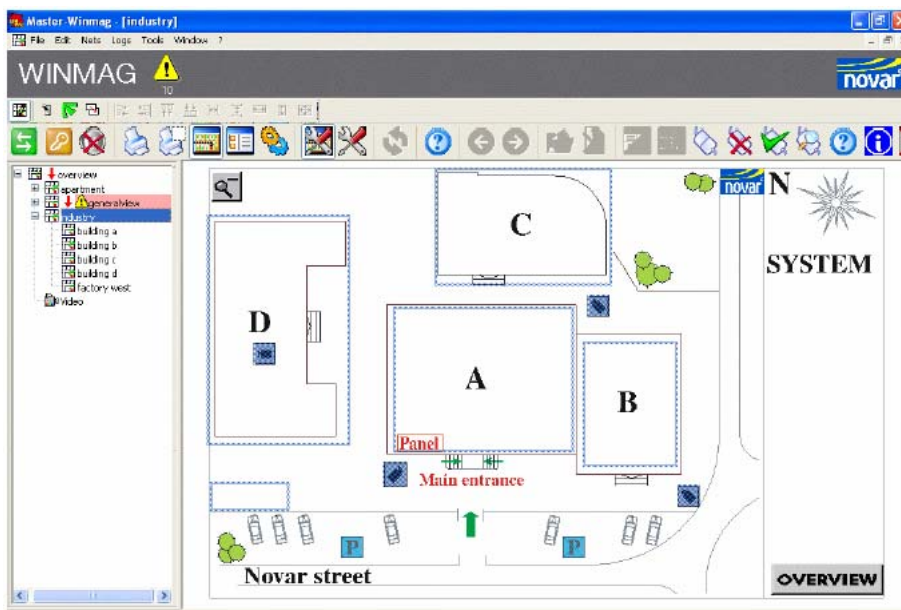 Master-Winmag - [industry]
File Edit Nets Logs Tools Window ?
WINMAG
10
novar
overview
apartment
generalview
industry
building a
building b
building c
building d
factory west
Video
novar N
SYSTEM
C
D
A
B
Panel
Main entrance
P
P
Novar street
OVERVIEW